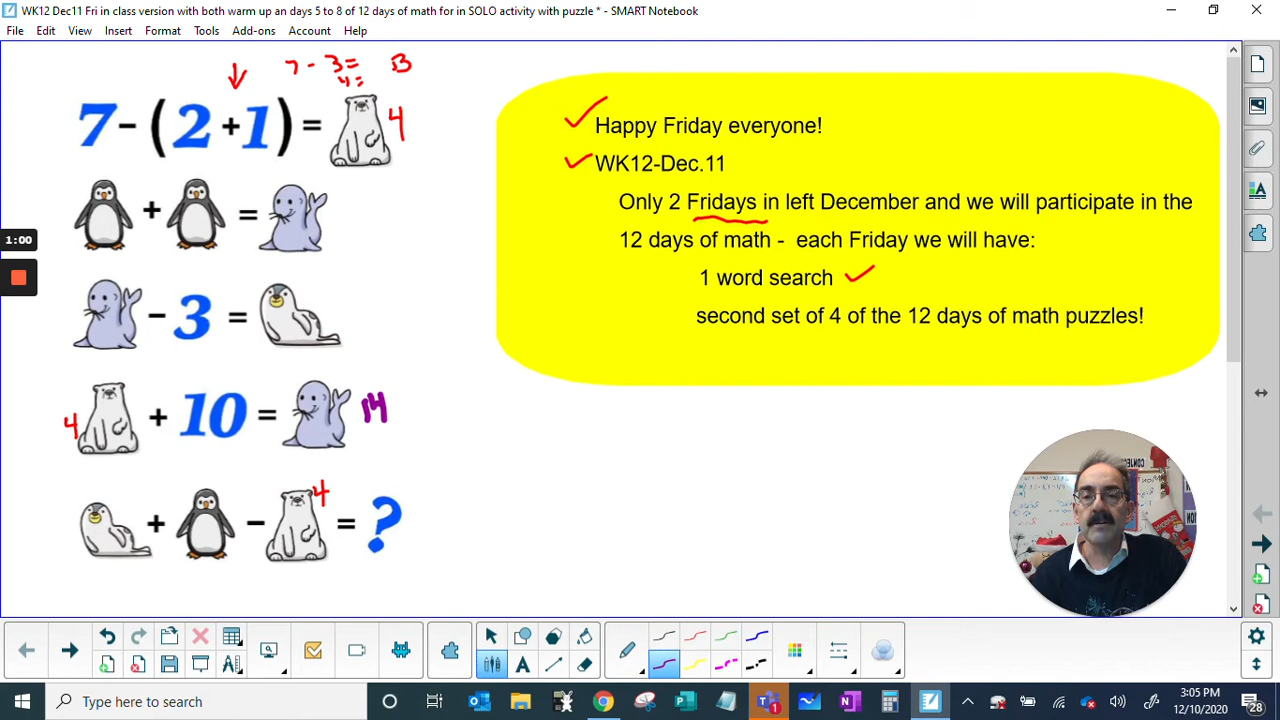 WK12 Dec11 Fri in class version with both warm up an days 5 to 8 of 12 days of math for in SOLO activity with puzzle * - SMART Notebook
File Edit View Insert Format Tools Add-ons Account Help
7 - 3 =
4 =
7 - ( 2 + 1 ) = 4
+ =
- 3 =
4 + 10 = 14
+ - 4 = ?
1:00
Happy Friday everyone!
WK12-Dec.11
Only 2 Fridays in left December and we will participate in the
12 days of math - each Friday we will have:
1 word search
second set of 4 of the 12 days of math puzzles!
Type here to search
1
3:05 PM
12/10/2020
28